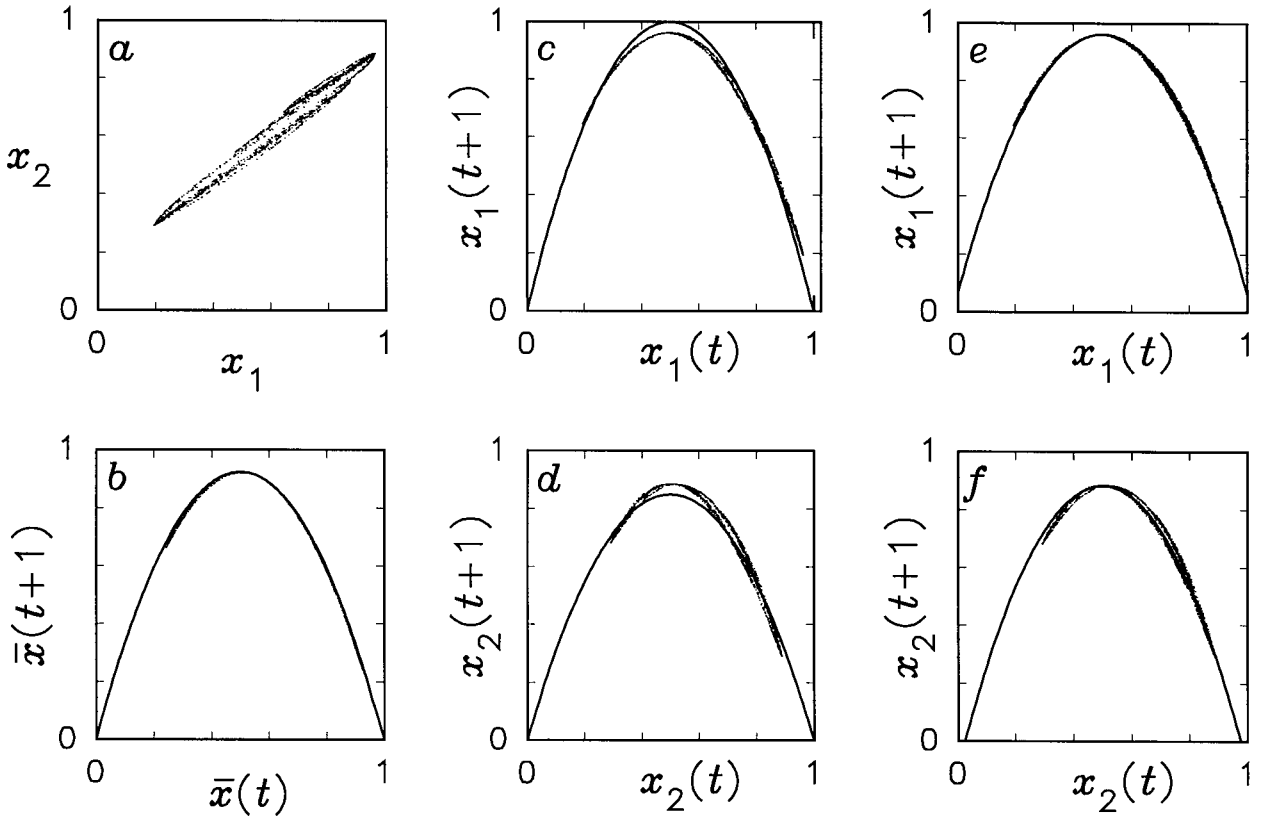 a
1
x₂
0
0
1
x₁
b
1
x̄(t+1)
0
0
1
x̄(t)
c
1
x₁(t+1)
0
0
1
x₁(t)
d
1
x₂(t+1)
0
0
1
x₂(t)
e
1
x₁(t+1)
0
0
1
x₁(t)
f
1
x₂(t+1)
0
0
1
x₂(t)